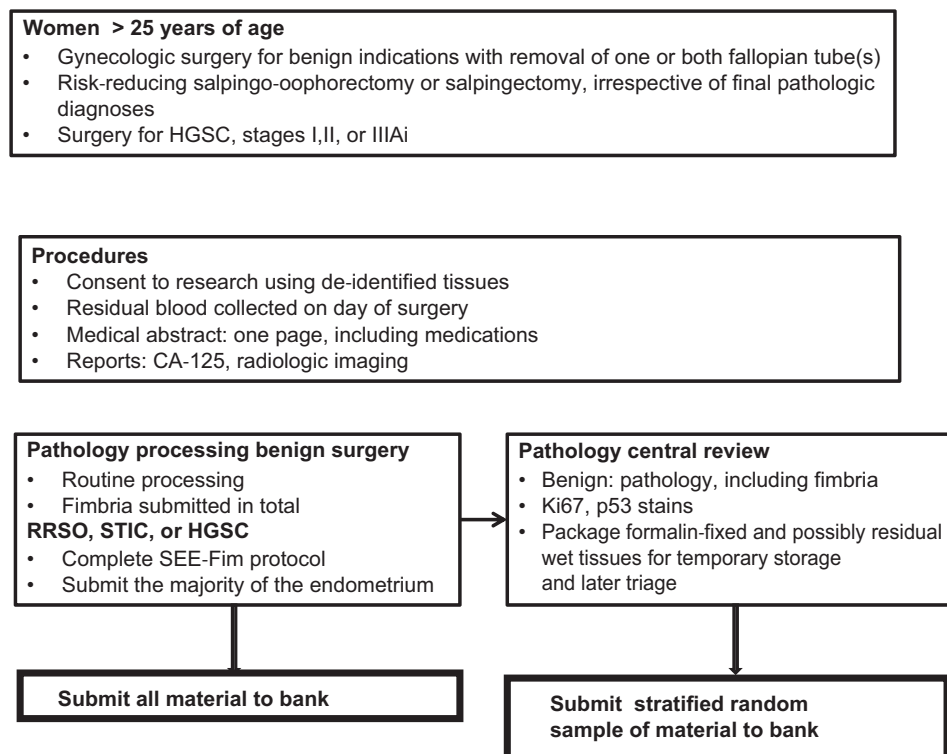 Women > 25 years of age
• Gynecologic surgery for benign indications with removal of one or both fallopian tube(s)
• Risk-reducing salpingo-oophorectomy or salpingectomy, irrespective of final pathologic
diagnoses
• Surgery for HGSC, stages I,II, or IIIAi
Procedures
• Consent to research using de-identified tissues
• Residual blood collected on day of surgery
• Medical abstract: one page, including medications
• Reports: CA-125, radiologic imaging
Pathology processing benign surgery
• Routine processing
• Fimbria submitted in total
RRSO, STIC, or HGSC
• Complete SEE-Fim protocol
• Submit the majority of the endometrium
Pathology central review
• Benign: pathology, including fimbria
• Ki67, p53 stains
• Package formalin-fixed and possibly residual
wet tissues for temporary storage
and later triage
Submit all material to bank
Submit stratified random
sample of material to bank